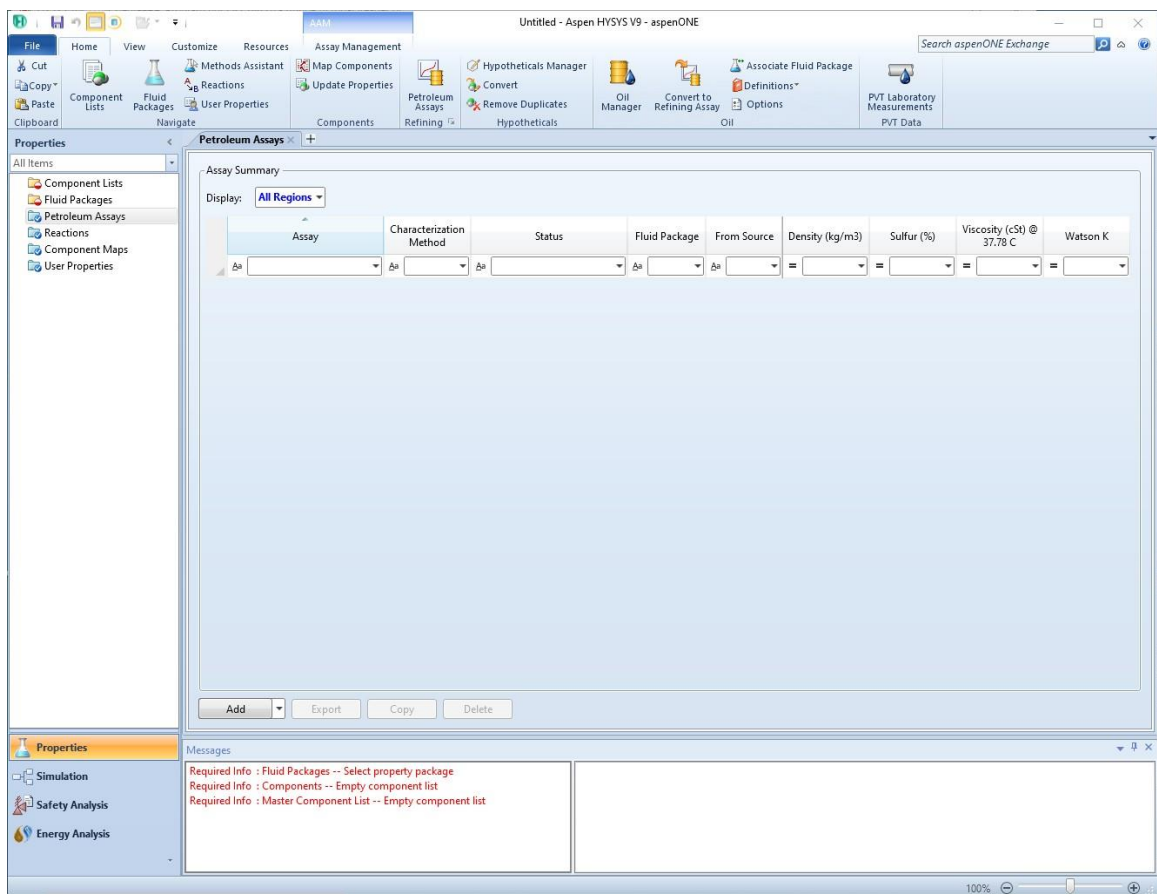 AAM
Untitled - Aspen HYSYS V9 - aspenONE
File Home View Customize Resources Assay Management
Search aspenONE Exchange
Cut
Copy
Paste
Clipboard
Component Lists
Fluid Packages
Methods Assistant
Reactions
User Properties
Navigate
Map Components
Update Properties
Components
Petroleum Assays
Refining
Hypotheticals Manager
Convert
Remove Duplicates
Hypotheticals
Oil Manager
Convert to Refining Assay
Associate Fluid Package
Definitions
Options
Oil
PVT Laboratory Measurements
PVT Data
Properties
All Items
Component Lists
Fluid Packages
Petroleum Assays
Reactions
Component Maps
User Properties
Petroleum Assays
Assay Summary
Display: All Regions
Assay
Characterization Method
Status
Fluid Package
From Source
Density (kg/m3)
Sulfur (%)
Viscosity (cSt) @ 37.78 C
Watson K
Aa Aa Aa Aa Aa = = = =
Add Export Copy Delete
Properties
Simulation
Safety Analysis
Energy Analysis
Messages
Required Info : Fluid Packages -- Select property package
Required Info : Components -- Empty component list
Required Info : Master Component List -- Empty component list
100%